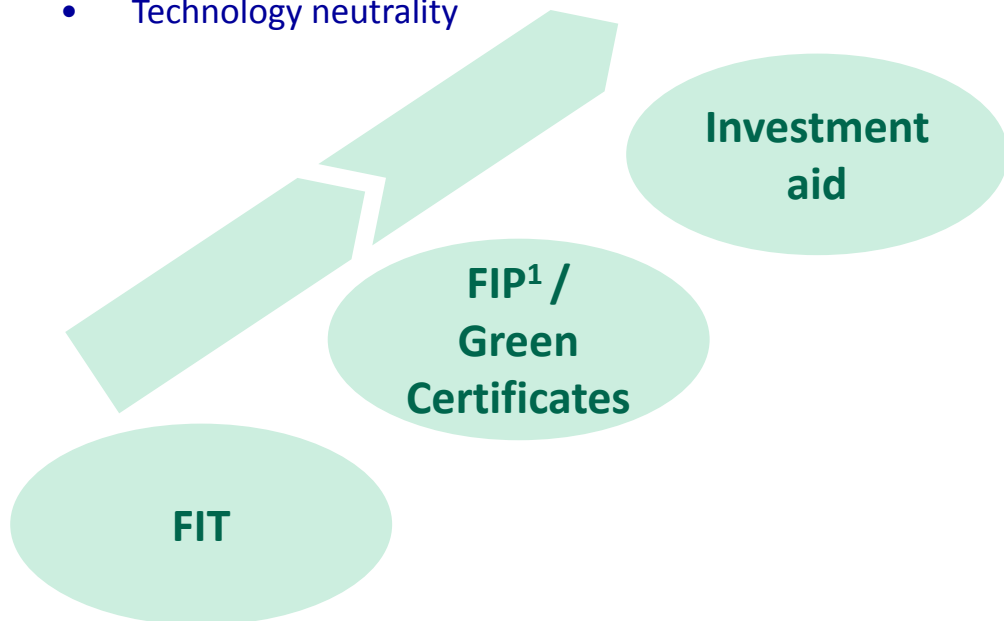 • Technology neutrality
Investment
aid
FIP¹ /
Green
Certificates
FIT